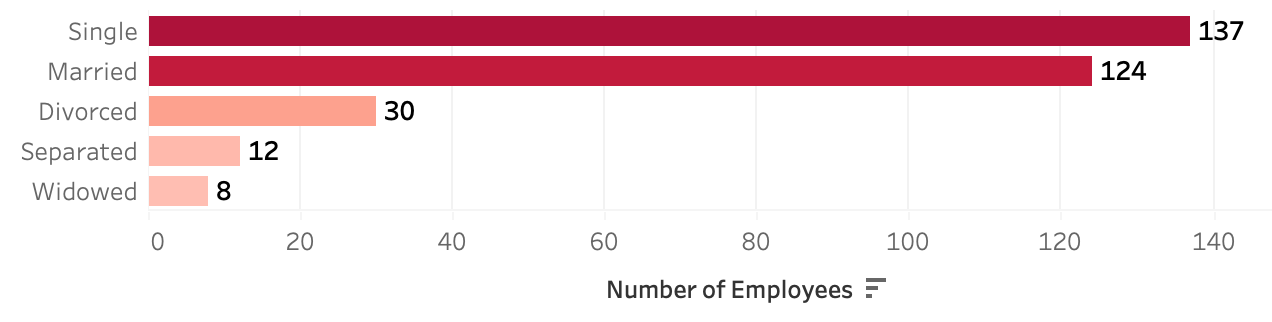 Single 137
Married 124
Divorced 30
Separated 12
Widowed 8
0 20 40 60 80 100 120 140
Number of Employees